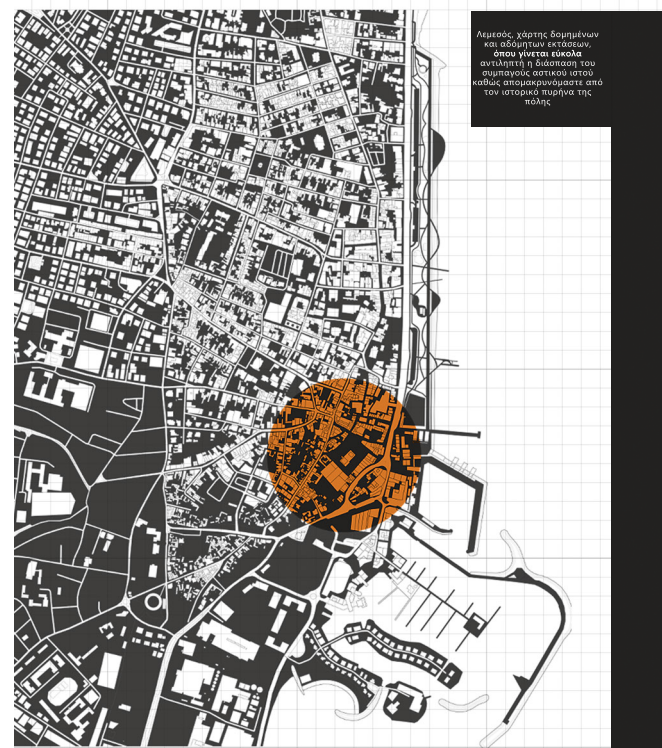 Λεμεσός, χάρτης δομημένων
και αδόμητων εκτάσεων,
όπου γίνεται εύκολα
αντιληπτή η διάσπαση του
συμπαγούς αστικού ιστού
καθώς απομακρυνόμαστε από
τον ιστορικό πυρήνα της
πόλης